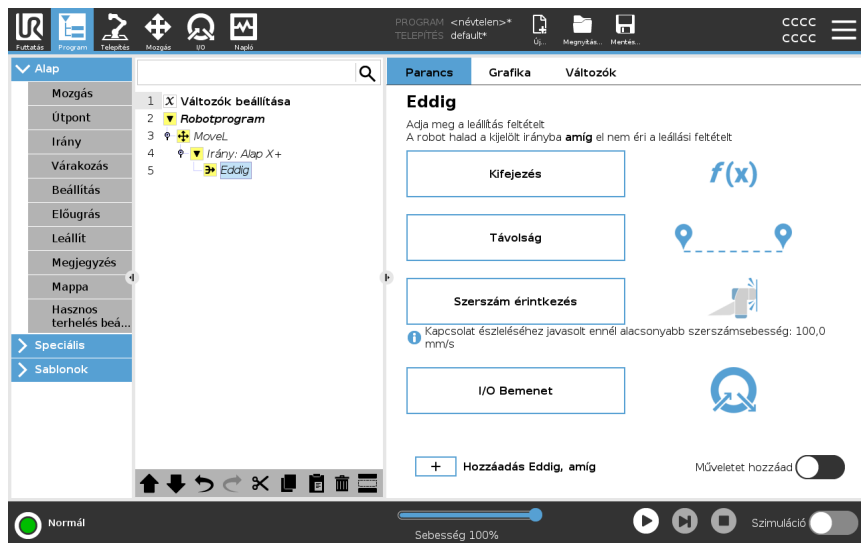 UR
PROGRAM <névtelen>*
TELEPÍTÉS default*
Futtatás Program Telepítés Mozgás I/O Napló
Új... Megnyitás... Mentés...
CCCC
CCCC
Alap
Mozgás
Útpont
Irány
Várakozás
Beállítás
Előugrás
Leállít
Megjegyzés
Mappa
Hasznos
terhelés beá...
Speciális
Sablonok
1 X Változók beállítása
2 Robotprogram
3 MoveL
4 Irány: Alap X+
5 Eddig
Parancs Grafika Változók
Eddig
Adja meg a leállítás feltételt
A robot halad a kijelölt irányba amíg el nem éri a leállási feltételt
Kifejezés f(x)
Távolság
Szerszám érintkezés
Kapcsolat észleléséhez javasolt ennél alacsonyabb szerszámsebesség: 100,0
mm/s
I/O Bemenet
+ Hozzáadás Eddig, amíg
Műveletet hozzáad
Normál
Sebesség 100%
Szimuláció